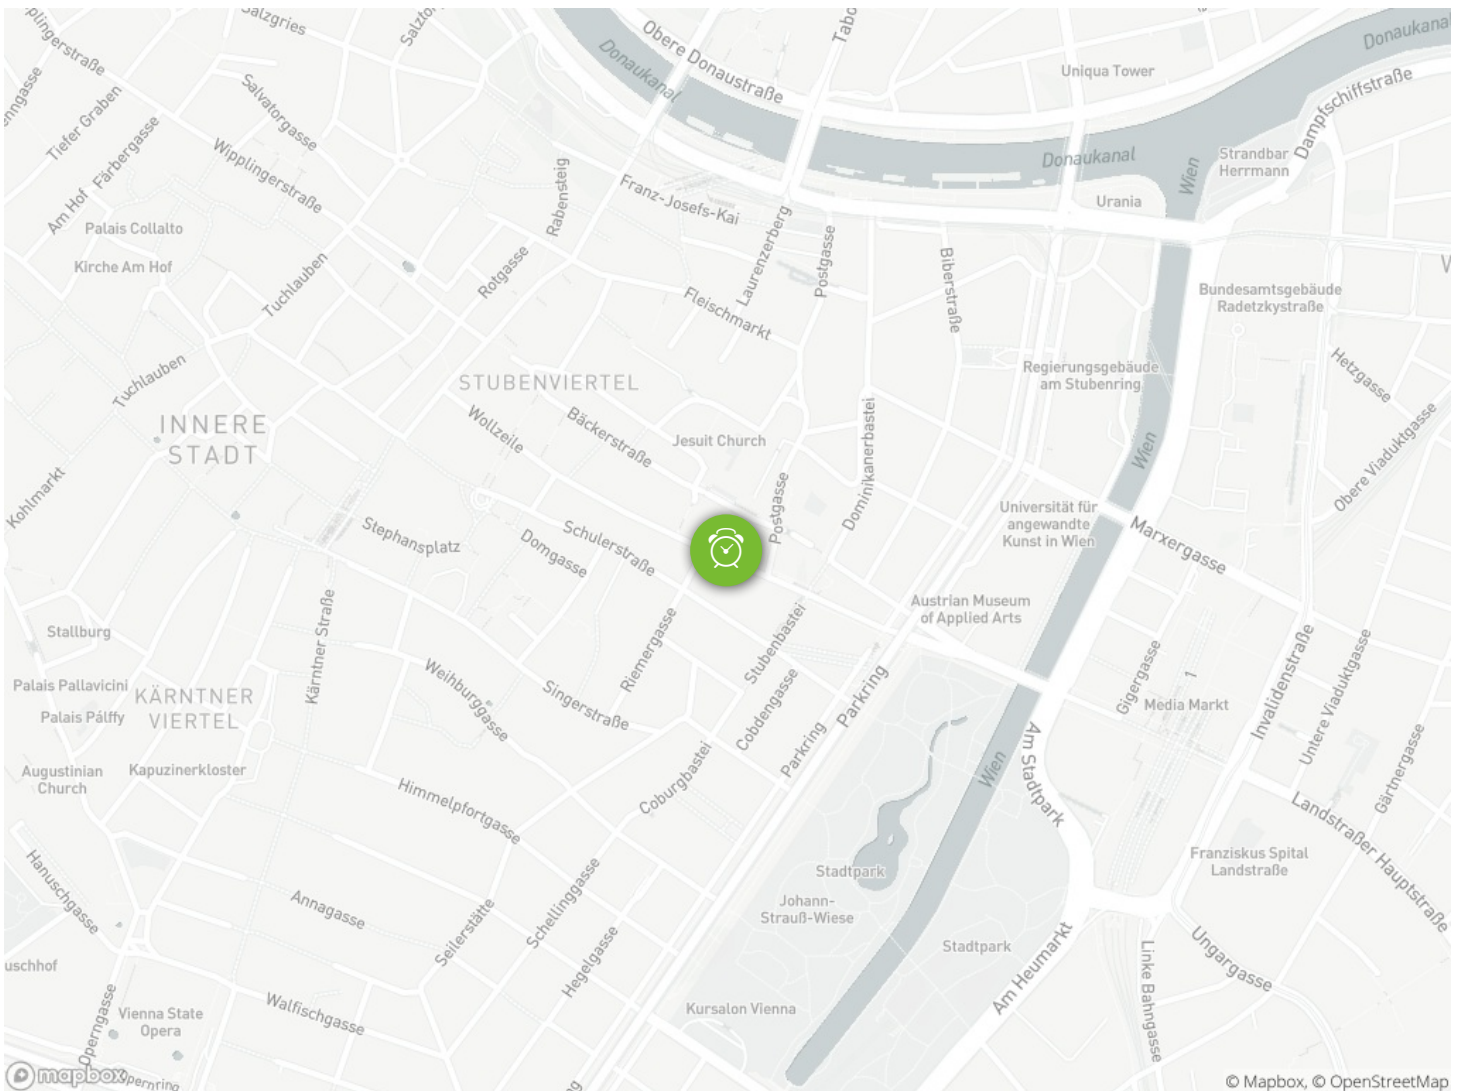 Salzgries
Obere Donaustraße
Donaukanal
Donaukanal
Uniqua Tower
Dampfschiffstraße
Salvatorgasse
Tiefer Graben
Färbergasse
Am Hof
Wipplingerstraße
Rabensteig
Franz-Josefs-Kai
Donaukanal
Wien
Strandbar
Herrmann
Urania
Palais Collalto
Kirche Am Hof
Tuchlauben
Rotgasse
Laurenzerberg
Postgasse
Biberstraße
Bundesamtsgebäude
Radetzkystraße
Fleischmarkt
Tuchlauben
STUBENVIERTEL
Regierungsgebäude
am Stubenring
Hetzgasse
INNERE
STADT
Wollzeile
Bäckerstraße
Jesuit Church
Dominikanerbastei
Wien
Obere Viaduktgasse
Kohlmarkt
Stephansplatz
Domgasse
Schulerstraße
Postgasse
Universität für
angewandte
Kunst in Wien
Marxergasse
Stallburg
Kärntner Straße
Riemergasse
Stubenbastei
Austrian Museum
of Applied Arts
Palais Pallavicini
Palais Pálffy
KÄRNTNER
VIERTEL
Weihburggasse
Singerstraße
Cobdengasse
Parkring
Parkring
Gigergasse
1
Media Markt
Invalidenstraße
Untere Viaduktgasse
Gärtnergasse
Augustinian
Church
Kapuzinerkloster
Himmelpfortgasse
Coburgbastei
Wien
Am Stadtpark
Landstraßer Hauptstraße
Hanuschgasse
Annagasse
Seilerstätte
Schellinggasse
Hegelgasse
Stadtpark
Johann-
Strauß-Wiese
Stadtpark
Franziskus Spital
Landstraße
Am Heumarkt
Linke Bahngasse
Ungargasse
Operngasse
Vienna State
Opera
Walfischgasse
Kursalon Vienna
mapbox
© Mapbox, © OpenStreetMap